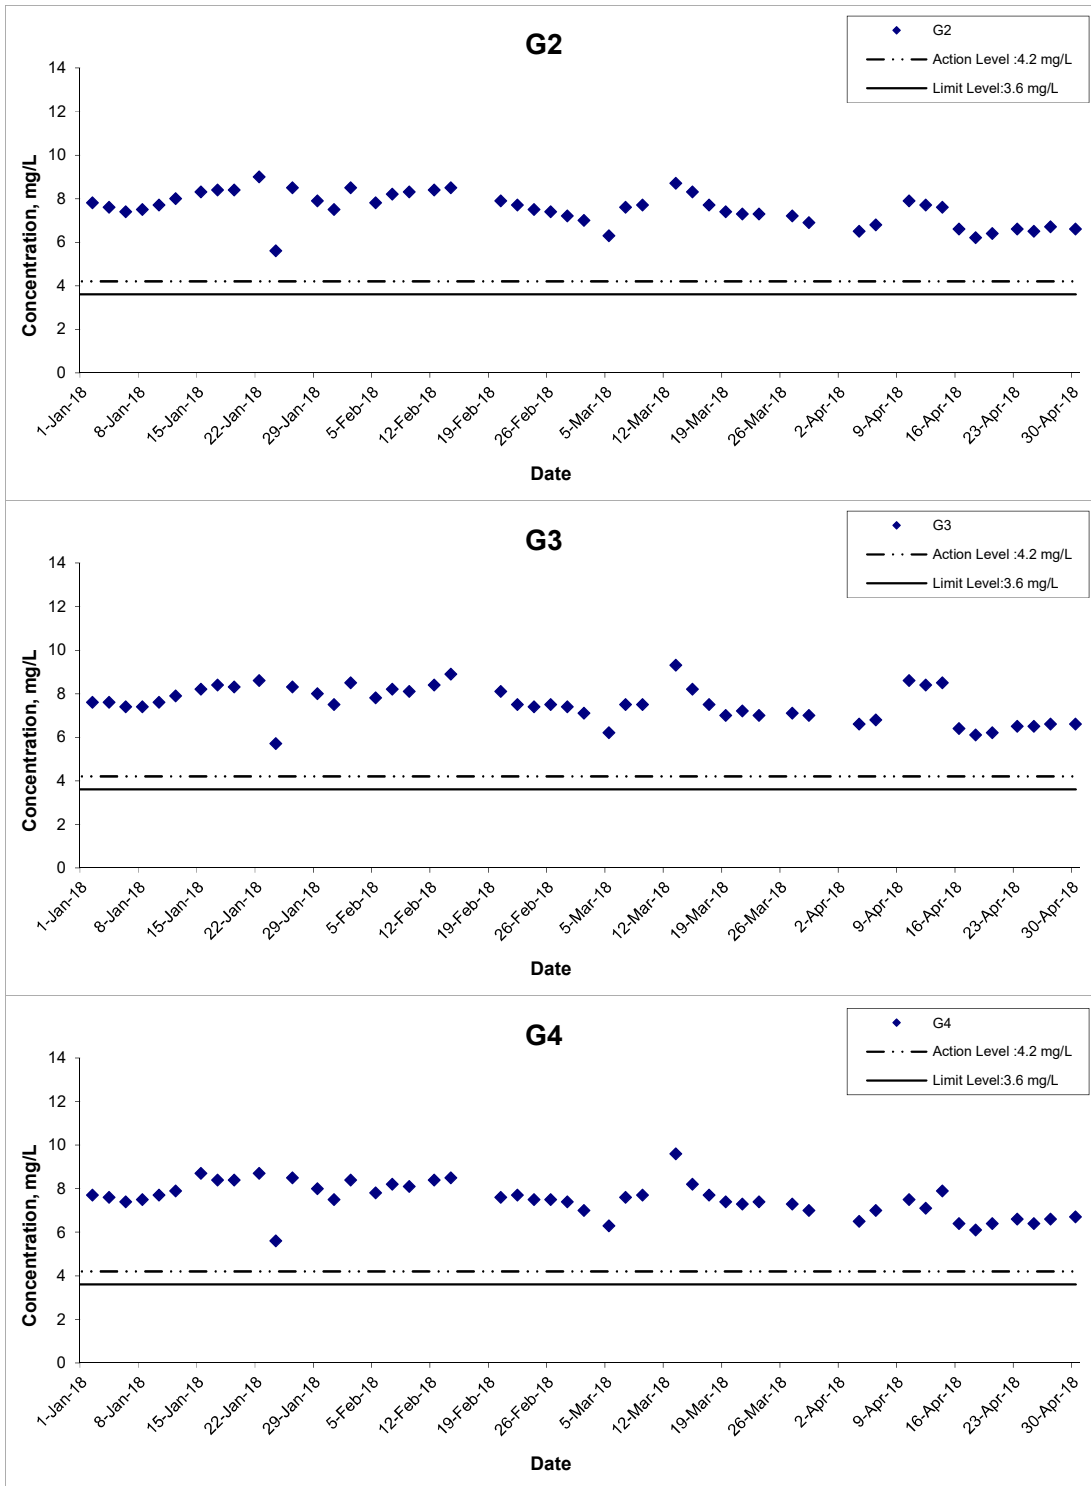 G2
G2
Action Level :4.2 mg/L
Limit Level:3.6 mg/L
Concentration, mg/L
14
12
10
8
6
4
2
0
1-Jan-18
8-Jan-18
15-Jan-18
22-Jan-18
29-Jan-18
5-Feb-18
12-Feb-18
19-Feb-18
26-Feb-18
5-Mar-18
12-Mar-18
19-Mar-18
26-Mar-18
2-Apr-18
9-Apr-18
16-Apr-18
23-Apr-18
30-Apr-18
Date
G3
G3
Action Level :4.2 mg/L
Limit Level:3.6 mg/L
Concentration, mg/L
14
12
10
8
6
4
2
0
1-Jan-18
8-Jan-18
15-Jan-18
22-Jan-18
29-Jan-18
5-Feb-18
12-Feb-18
19-Feb-18
26-Feb-18
5-Mar-18
12-Mar-18
19-Mar-18
26-Mar-18
2-Apr-18
9-Apr-18
16-Apr-18
23-Apr-18
30-Apr-18
Date
G4
G4
Action Level :4.2 mg/L
Limit Level:3.6 mg/L
Concentration, mg/L
14
12
10
8
6
4
2
0
1-Jan-18
8-Jan-18
15-Jan-18
22-Jan-18
29-Jan-18
5-Feb-18
12-Feb-18
19-Feb-18
26-Feb-18
5-Mar-18
12-Mar-18
19-Mar-18
26-Mar-18
2-Apr-18
9-Apr-18
16-Apr-18
23-Apr-18
30-Apr-18
Date